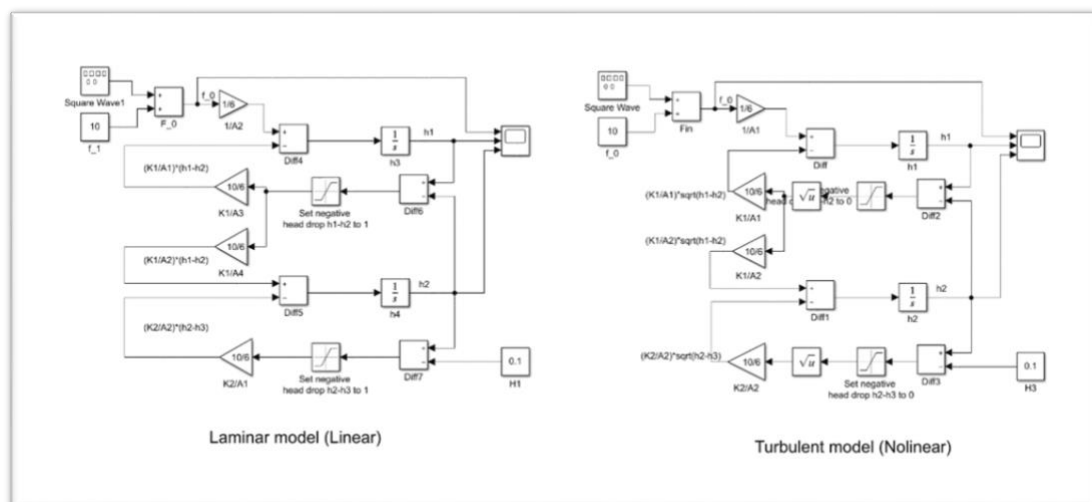 Square Wave1
10
f_1
F_0
f_0
1/6
1/A2
Diff4
1
s
h3
h1
(K1/A1)*(h1-h2)
10/6
K1/A3
Set negative
head drop h1-h2 to 1
Diff6
10/6
K1/A4
(K1/A2)*(h1-h2)
Diff5
1
s
h4
h2
(K2/A2)*(h2-h3)
10/6
K2/A1
Set negative
head drop h2-h3 to 1
Diff7
0.1
H1
Laminar model (Linear)
Square Wave
10
f_0
Fin
f_0
1/6
1/A1
Diff
1
s
h1
h1
(K1/A1)*sqrt(h1-h2)
10/6
K1/A1
√u
to 0
Diff2
(K1/A2)*sqrt(h1-h2)
10/6
K1/A2
Diff1
1
s
h2
h2
(K2/A2)*sqrt(h2-h3)
10/6
K2/A2
√u
Set negative
head drop h2-h3 to 0
Diff3
0.1
H3
Turbulent model (Nolinear)